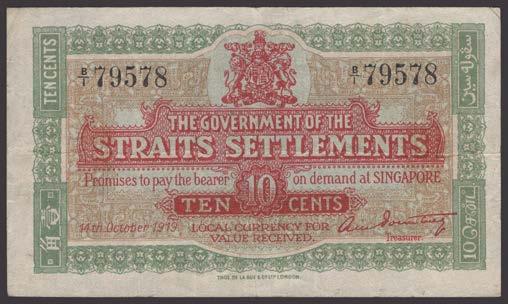 B/1 79578 B/1 79578
TEN CENTS
THE GOVERNMENT OF THE
STRAITS SETTLEMENTS
Promises to pay the bearer on demand at SINGAPORE
10
TEN CENTS
14th October 1919. LOCAL CURRENCY FOR
VALUE RECEIVED.
Treasurer.
壹角
THOS. DE LA RUE & CO LTD LONDON.